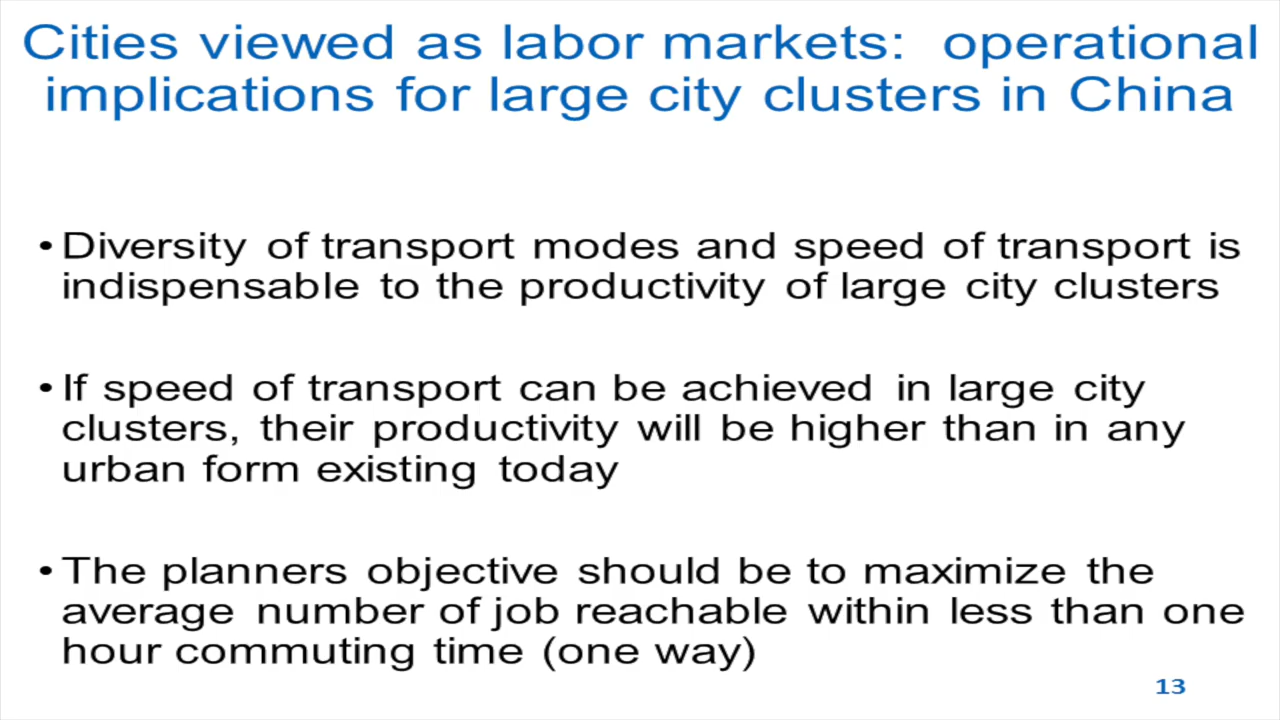 Cities viewed as labor markets: operational
implications for large city clusters in China
• Diversity of transport modes and speed of transport is
indispensable to the productivity of large city clusters
• If speed of transport can be achieved in large city
clusters, their productivity will be higher than in any
urban form existing today
• The planners objective should be to maximize the
average number of job reachable within less than one
hour commuting time (one way)
13